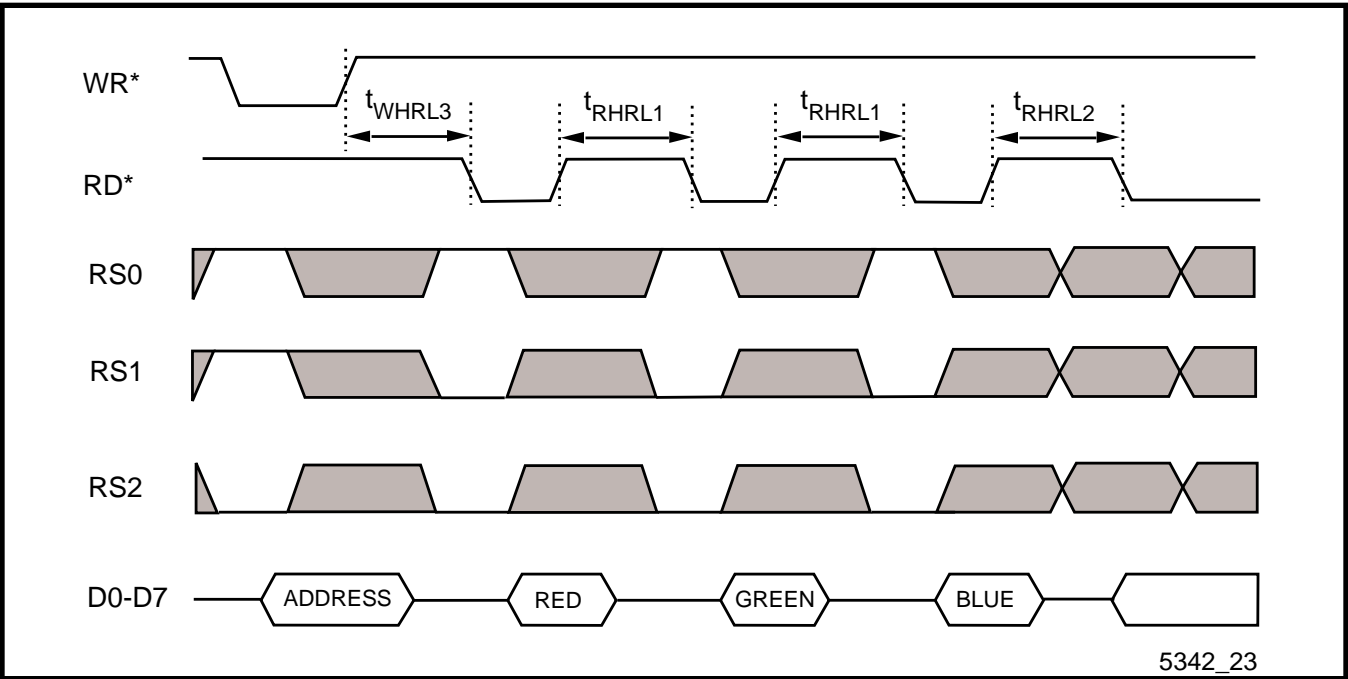 WR*
tWHRL3
tRHRL1
tRHRL1
tRHRL2
RD*
RS0
RS1
RS2
D0-D7
ADDRESS
RED
GREEN
BLUE
5342_23